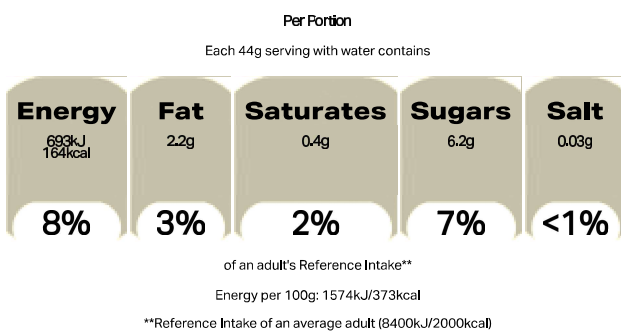 Per Portion
Each 44g serving with water contains
Energy Fat Saturates Sugars Salt
693kJ 2.2g 0.4g 6.2g 0.03g
164kcal
8% 3% 2% 7% <1%
of an adult's Reference Intake**
Energy per 100g: 1574kJ/373kcal
**Reference Intake of an average adult (8400kJ/2000kcal)